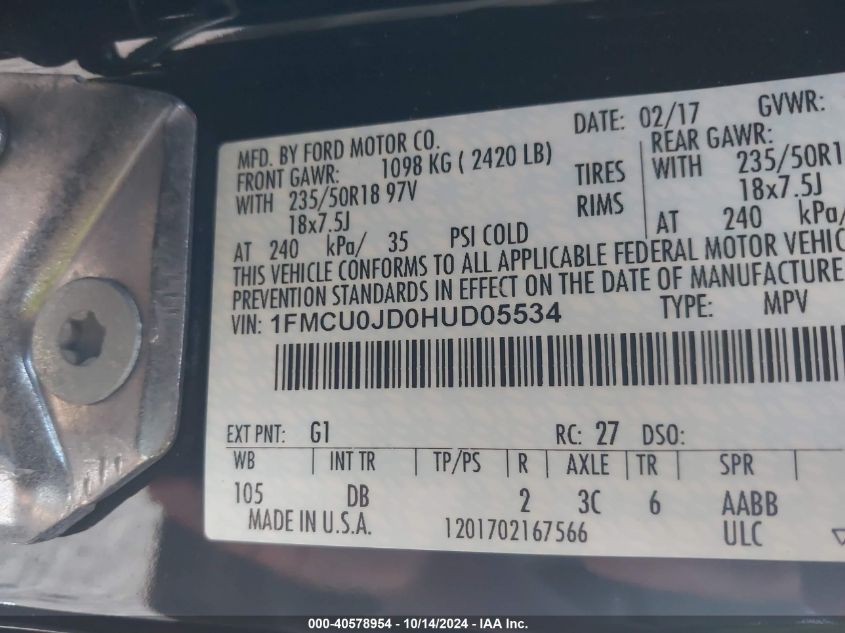 DATE: 02/17 GVWR:
MFD. BY FORD MOTOR CO.
FRONT GAWR: 1098 KG ( 2420 LB) REAR GAWR:
WITH 235/50R18 97V TIRES WITH 235/50R1
18x7.5J RIMS 18x7.5J
AT 240 kPa/ 35 PSI COLD AT 240 kPa/
THIS VEHICLE CONFORMS TO ALL APPLICABLE FEDERAL MOTOR VEHIC
PREVENTION STANDARDS IN EFFECT ON THE DATE OF MANUFACTURE
VIN: 1FMCU0JD0HUD05534 TYPE: MPV
EXT PNT: G1 RC: 27 DSO:
WB INT TR TP/PS R AXLE TR SPR
105 DB 2 3C 6 AABB
MADE IN U.S.A. 1201702167566 ULC
000-40578954 - 10/14/2024 - IAA Inc.